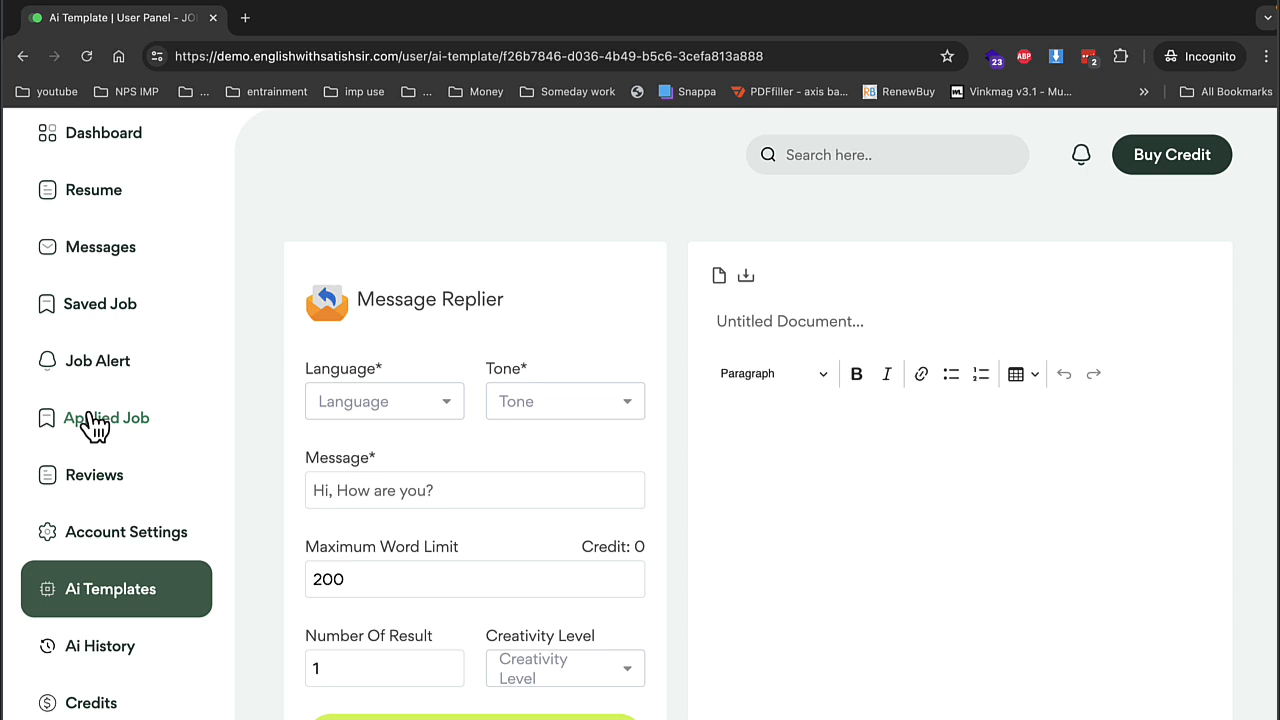 Ai Template | User Panel - JO
https://demo.englishwithsatishsir.com/user/ai-template/f26b7846-d036-4b49-b5c6-3cefa813a888
23
ABP
2
Incognito
youtube
NPS IMP
...
entrainment
imp use
...
Money
Someday work
Snappa
PDFfiller - axis ba...
RB RenewBuy
Vinkmag v3.1 - Mu...
»
All Bookmarks
Dashboard
Resume
Messages
Saved Job
Job Alert
Applied Job
Reviews
Account Settings
Ai Templates
Ai History
Credits
Search here..
Buy Credit
Message Replier
Language*
Tone*
Language
Tone
Message*
Hi, How are you?
Maximum Word Limit
Credit: 0
200
Number Of Result
Creativity Level
1
Creativity
Level
Untitled Document...
Paragraph
B
I